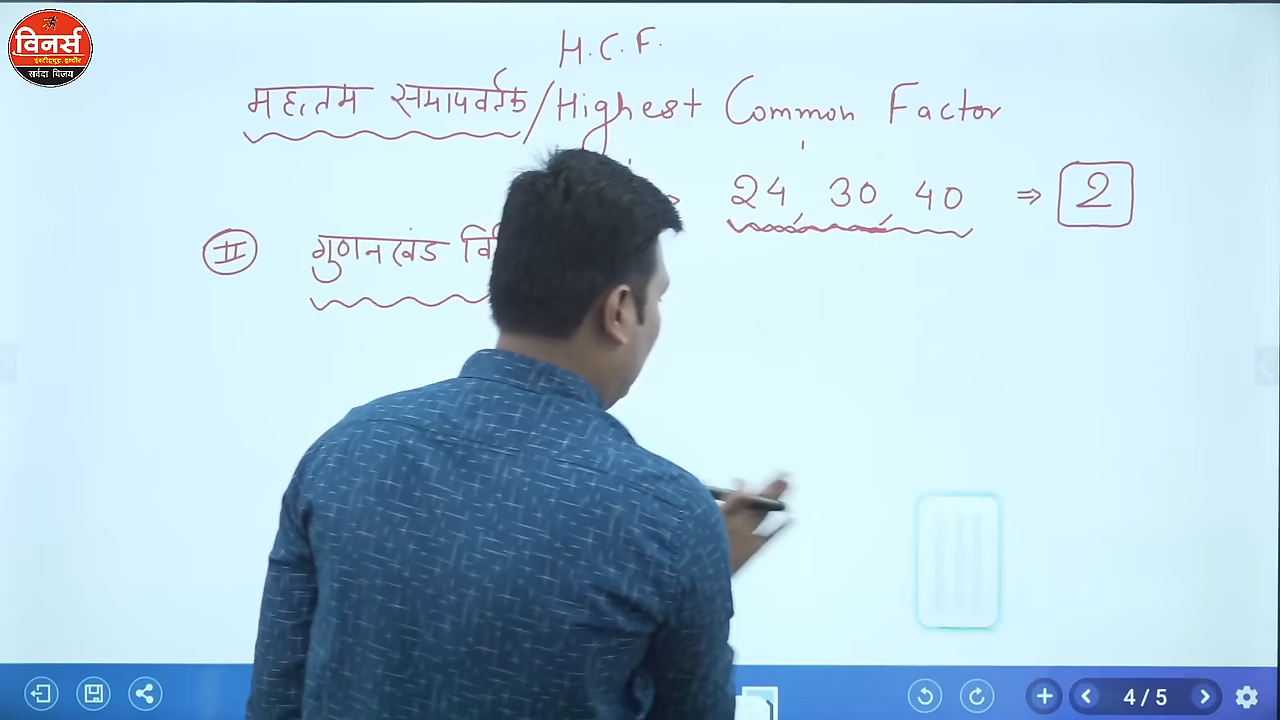 विनर्स
इंस्टीट्यूट, इन्दौर
सर्वदा विजय
H.C.F.
महत्तम समापवर्तक / Highest Common Factor
24, 30, 40 ⇒ 2
II गुणनखंड
4 / 5